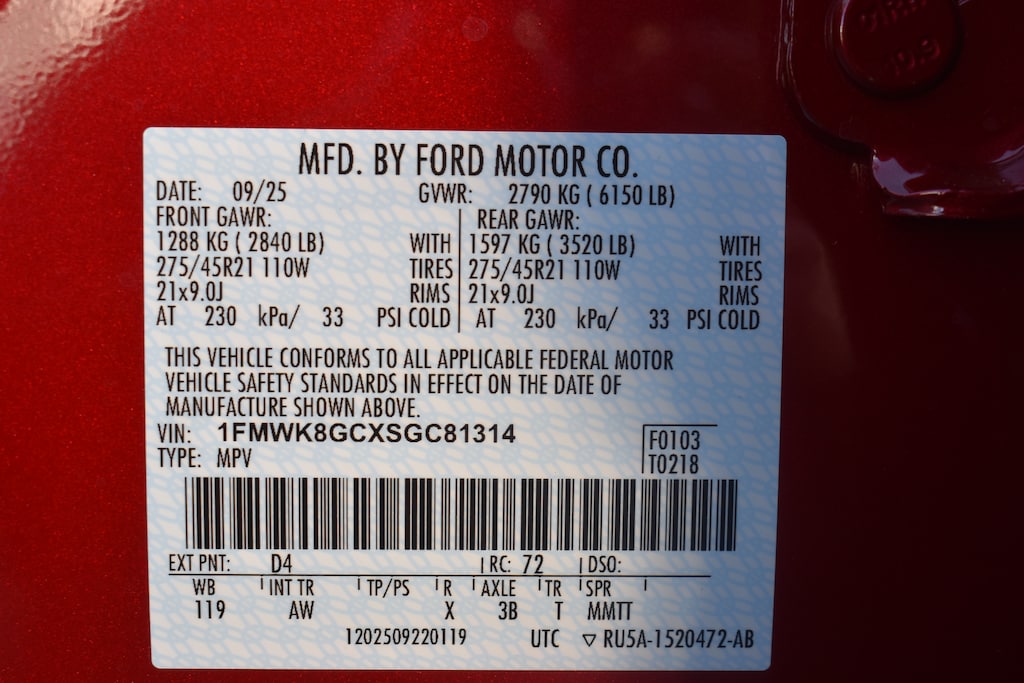 MFD. BY FORD MOTOR CO.
DATE: 09/25 GVWR: 2790 KG ( 6150 LB)
FRONT GAWR: REAR GAWR:
1288 KG ( 2840 LB) WITH 1597 KG ( 3520 LB) WITH
275/45R21 110W TIRES 275/45R21 110W TIRES
21x9.0J RIMS 21x9.0J RIMS
AT 230 kPa/ 33 PSI COLD AT 230 kPa/ 33 PSI COLD
THIS VEHICLE CONFORMS TO ALL APPLICABLE FEDERAL MOTOR
VEHICLE SAFETY STANDARDS IN EFFECT ON THE DATE OF
MANUFACTURE SHOWN ABOVE.
VIN: 1FMWK8GCXSGC81314 F0103
TYPE: MPV T0218
EXT PNT: D4 RC: 72 DSO:
WB INT TR TP/PS R AXLE TR SPR
119 AW X 3B T MMTT
1202509220119 UTC ▽ RU5A-1520472-AB